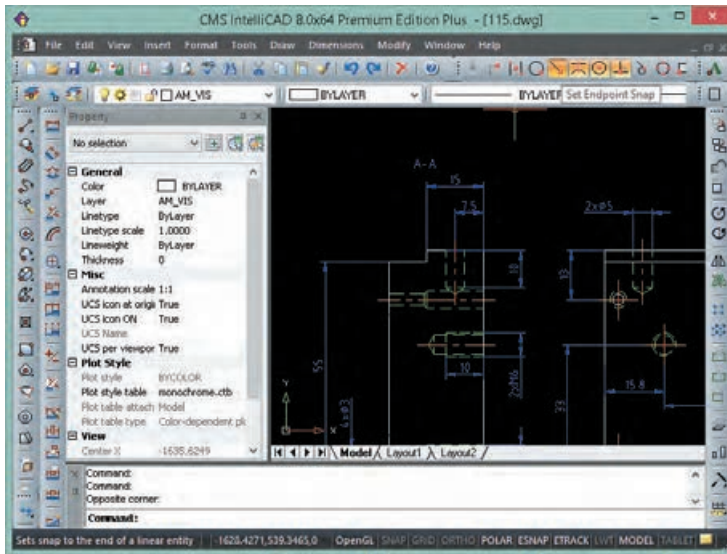 CMS IntelliCAD 8.0x64 Premium Edition Plus - [115.dwg]
File Edit View Insert Format Tools Draw Dimensions Modify Window Help
AM_VIS BYLAYER BYLAYER Set Endpoint Snap
Property
No selection
General
Color BYLAYER
Layer AM_VIS
Linetype ByLayer
Linetype scale 1.0000
Lineweight ByLayer
Thickness 0
Misc
Annotation scale 1:1
UCS icon at origi True
UCS icon ON True
UCS Name
UCS per viewpor True
Plot Style
Plot style BYCOLOR
Plot style table monochrome.ctb
Plot table attach Model
Plot table type Color-dependent pk
View
Center X -1635.6249
A-A
15
7.5
2xø5
10
13
55
10
2xM6
15.8
33
4xø3
Y
X
Model Layout1 Layout2
Command:
Command:
Opposite corner:
Command:
Sets snap to the end of a linear entity -1628.4271,539.3465,0 OpenGL SNAP GRID ORTHO POLAR ESNAP ETRACK LWT MODEL TABLET